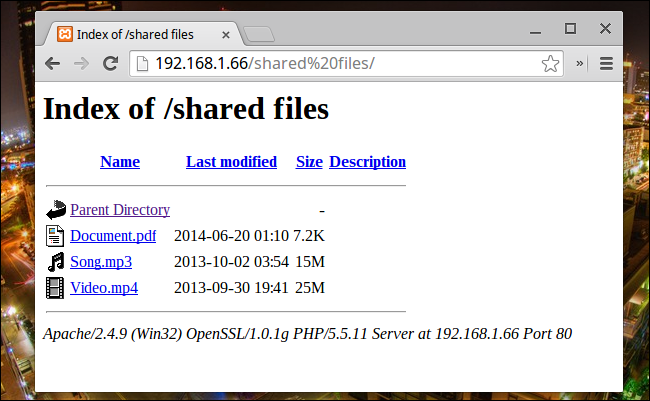 Index of /shared files
192.168.1.66/shared%20files/
Index of /shared files
Name Last modified Size Description
Parent Directory -
Document.pdf 2014-06-20 01:10 7.2K
Song.mp3 2013-10-02 03:54 15M
Video.mp4 2013-09-30 19:41 25M
Apache/2.4.9 (Win32) OpenSSL/1.0.1g PHP/5.5.11 Server at 192.168.1.66 Port 80